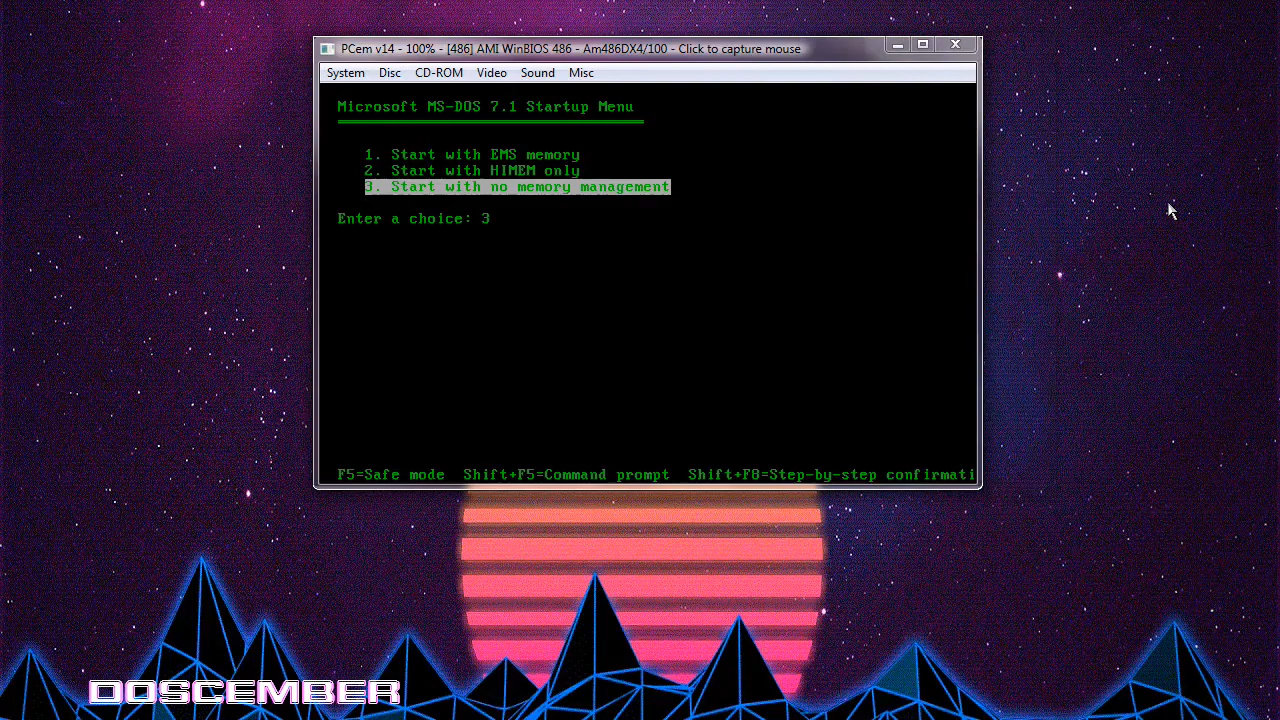 PCem v14 - 100% - [486] AMI WinBIOS 486 - Am486DX4/100 - Click to capture mouse
System Disc CD-ROM Video Sound Misc
Microsoft MS-DOS 7.1 Startup Menu
1. Start with EMS memory
2. Start with HIMEM only
3. Start with no memory management
Enter a choice: 3
F5=Safe mode Shift+F5=Command prompt Shift+F8=Step-by-step confirmati
DOSCEMBER